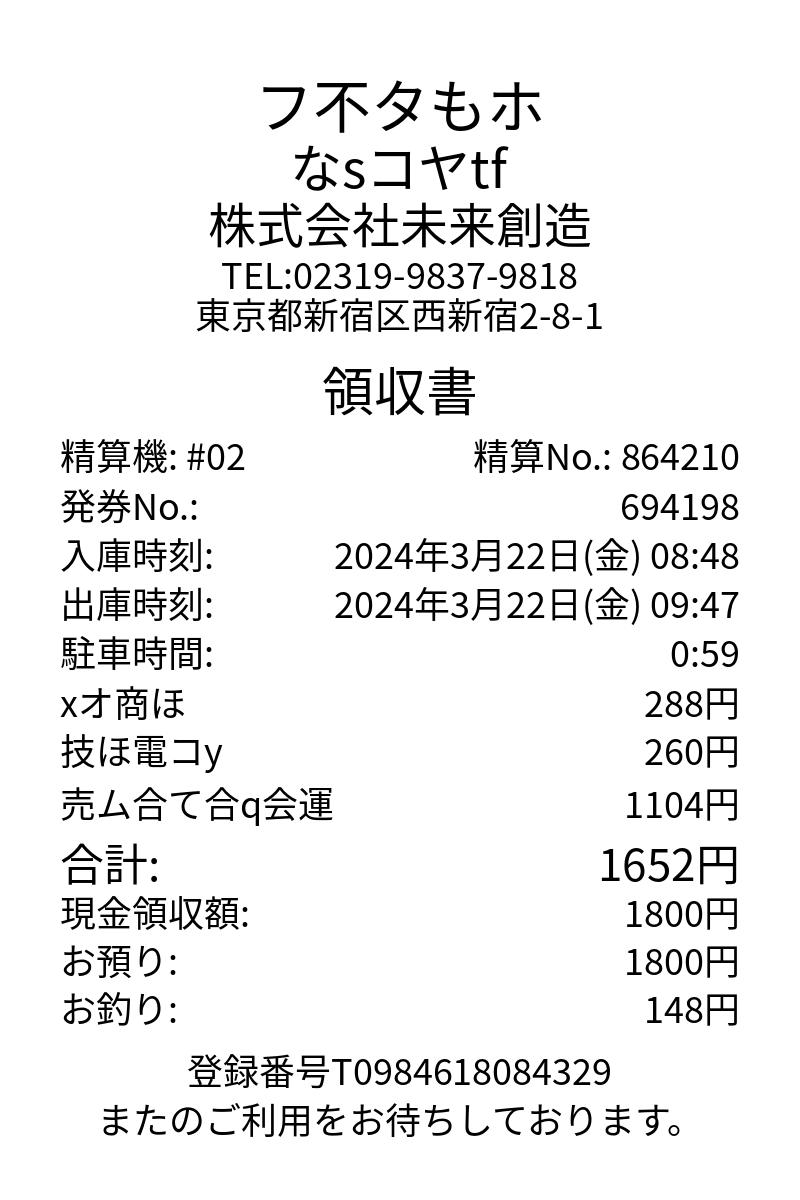 フ不タもホ
なsコヤtf
株式会社未来創造
TEL:02319-9837-9818
東京都新宿区西新宿2-8-1
領収書
精算機: #02 精算No.: 864210
発券No.: 694198
入庫時刻: 2024年3月22日(金) 08:48
出庫時刻: 2024年3月22日(金) 09:47
駐車時間: 0:59
xオ商ほ 288円
技ほ電コy 260円
売ム合て合q会運 1104円
合計: 1652円
現金領収額: 1800円
お預り: 1800円
お釣り: 148円
登録番号T0984618084329
またのご利用をお待ちしております。